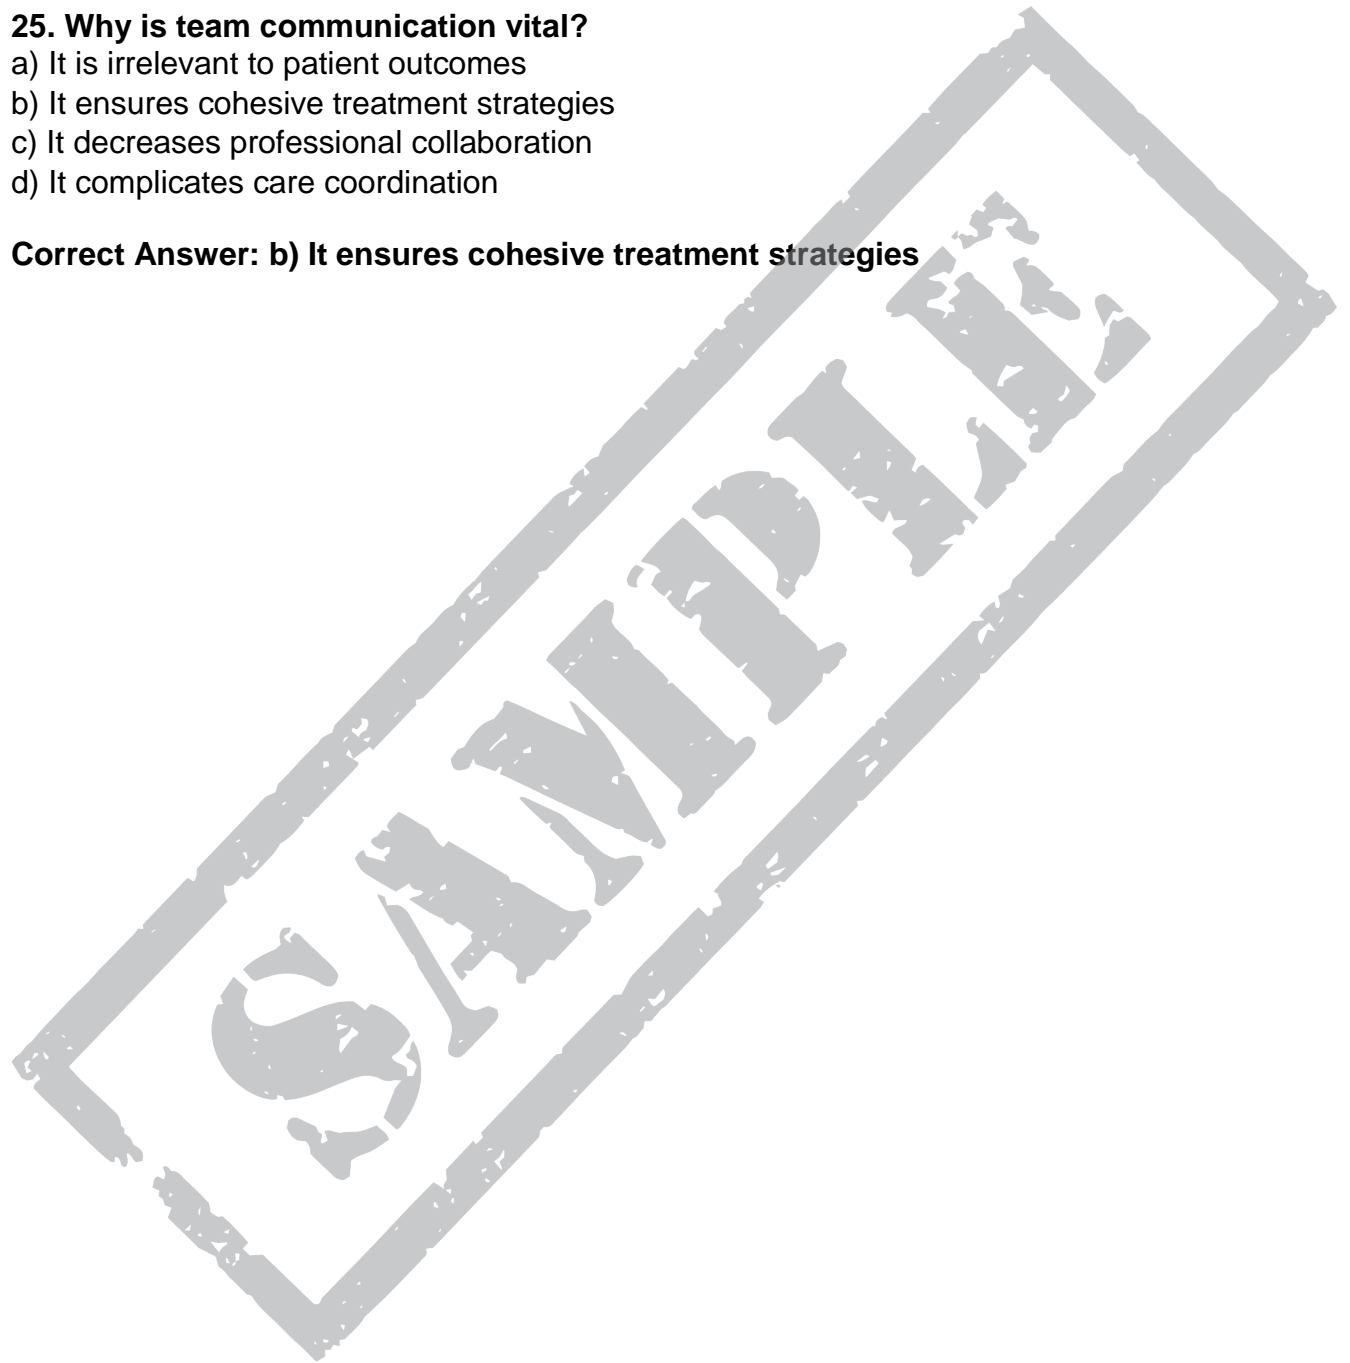 25. Why is team communication vital?
a) It is irrelevant to patient outcomes
b) It ensures cohesive treatment strategies
c) It decreases professional collaboration
d) It complicates care coordination
Correct Answer: b) It ensures cohesive treatment strategies
SAMPLE